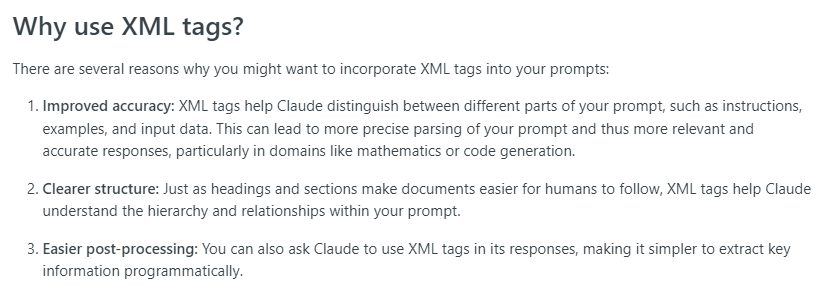 Why use XML tags?
There are several reasons why you might want to incorporate XML tags into your prompts:
1. Improved accuracy: XML tags help Claude distinguish between different parts of your prompt, such as instructions,
examples, and input data. This can lead to more precise parsing of your prompt and thus more relevant and
accurate responses, particularly in domains like mathematics or code generation.
2. Clearer structure: Just as headings and sections make documents easier for humans to follow, XML tags help Claude
understand the hierarchy and relationships within your prompt.
3. Easier post-processing: You can also ask Claude to use XML tags in its responses, making it simpler to extract key
information programmatically.